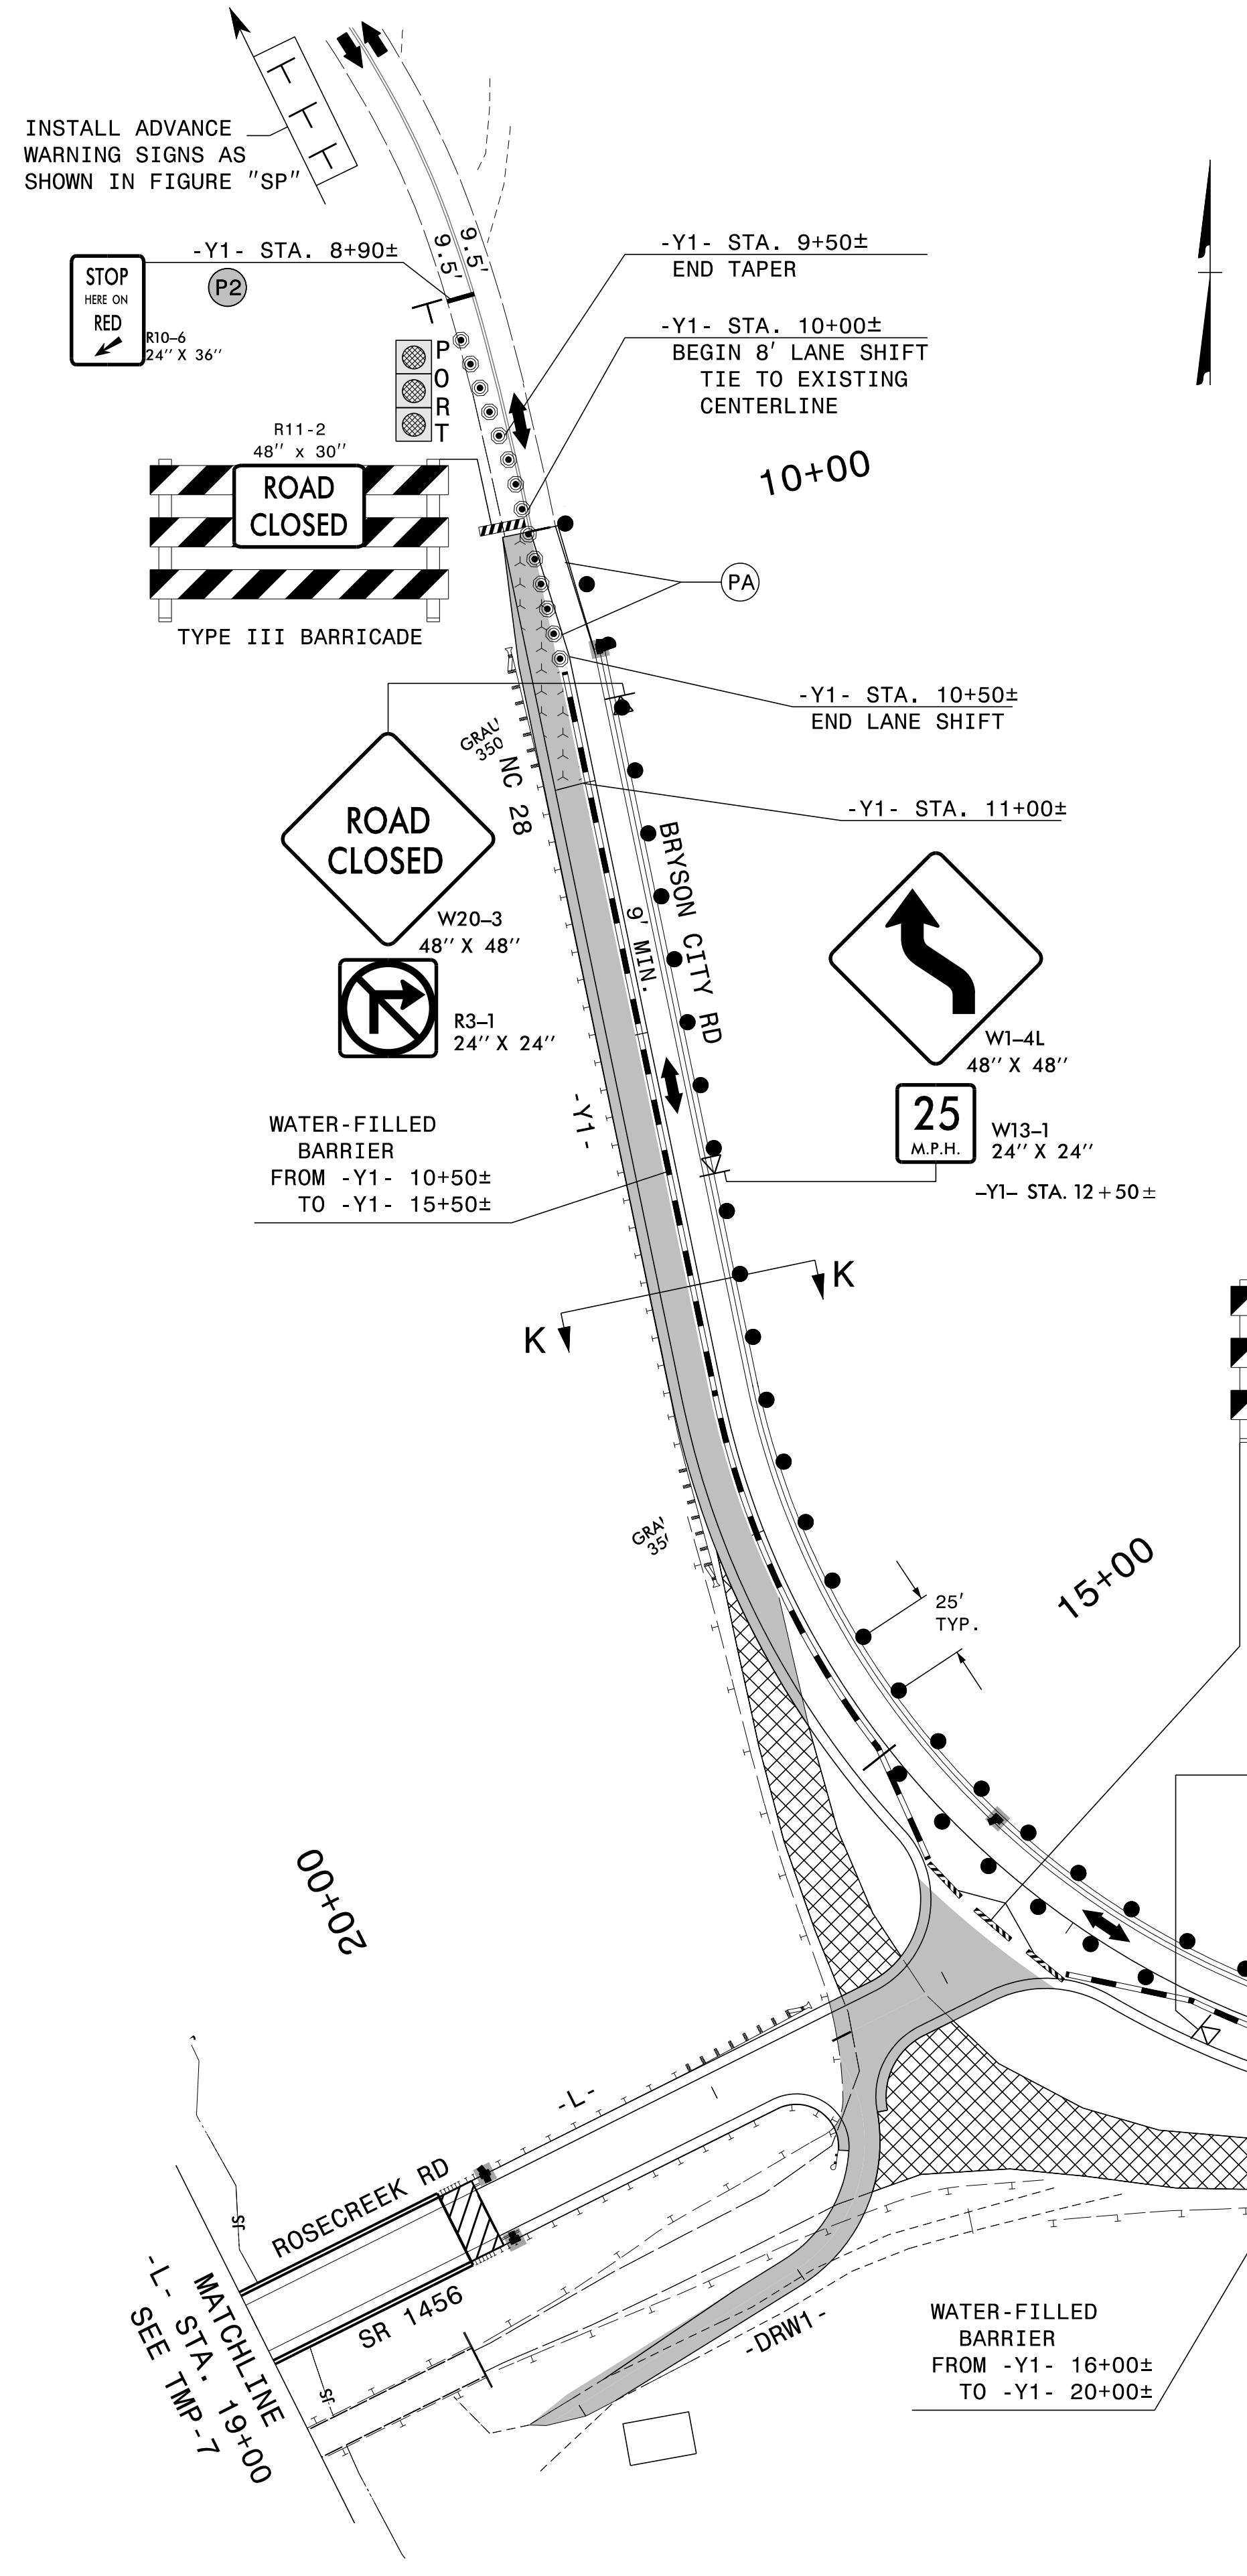 INSTALL ADVANCE
WARNING SIGNS AS
SHOWN IN FIGURE "SP"
-Y1- STA. 8+90±
STOP
HERE ON
RED
P2
R10-6
24" X 36"
9.5'
9.5'
-Y1- STA. 9+50±
END TAPER
-Y1- STA. 10+00±
BEGIN 8' LANE SHIFT
TIE TO EXISTING
CENTERLINE
PORT
R11-2
48" x 30"
ROAD
CLOSED
TYPE III BARRICADE
10+00
PA
-Y1- STA. 10+50±
END LANE SHIFT
GRAU
350
NC 28
-Y1- STA. 11+00±
ROAD
CLOSED
W20-3
48" X 48"
R3-1
24" X 24"
BRYSON CITY RD
9' MIN.
W1-4L
48" X 48"
25
M.P.H.
W13-1
24" X 24"
-Y1- STA. 12+50±
-Y1-
WATER-FILLED
BARRIER
FROM -Y1- 10+50±
TO -Y1- 15+50±
K
K
GRA
35
25'
TYP.
15+00
20+00
-L-
ROSECREEK RD
SR 1456
JS
JS
MATCHLINE
-L- STA. 19+00
SEE TMP-7
-DRW1-
WATER-FILLED
BARRIER
FROM -Y1- 16+00±
TO -Y1- 20+00±